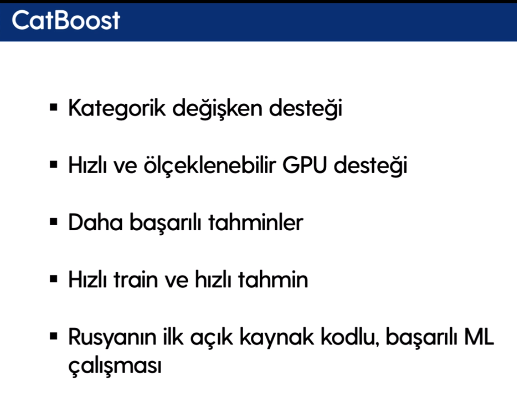 CatBoost
▪ Kategorik değişken desteği
▪ Hızlı ve ölçeklenebilir GPU desteği
▪ Daha başarılı tahminler
▪ Hızlı train ve hızlı tahmin
▪ Rusyanın ilk açık kaynak kodlu, başarılı ML
çalışması